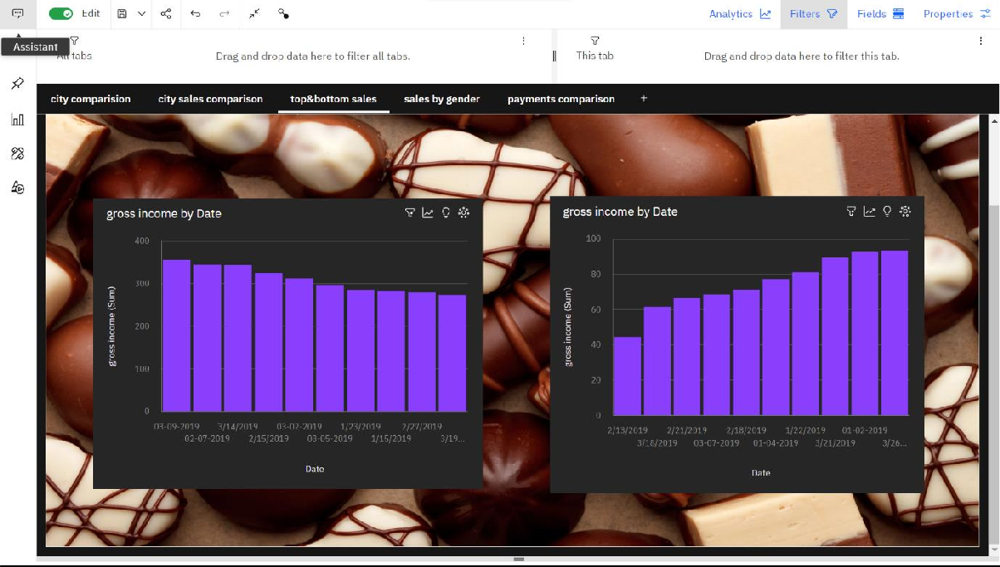 Edit
Analytics
Filters
Fields
Properties
Assistant
All tabs
Drag and drop data here to filter all tabs.
This tab
Drag and drop data here to filter this tab.
city comparision
city sales comparison
top&bottom sales
sales by gender
payments comparison
+
gross income by Date
400
300
200
100
0
gross income (Sum)
03-09-2019
02-07-2019
3/14/2019
2/15/2019
03-02-2019
03-05-2019
1/23/2019
1/15/2019
2/27/2019
3/19...
Date
gross income by Date
100
80
60
40
20
0
gross income (Sum)
2/13/2019
3/18/2019
2/21/2019
03-07-2019
2/18/2019
01-04-2019
1/22/2019
3/21/2019
01-02-2019
3/26...
Date